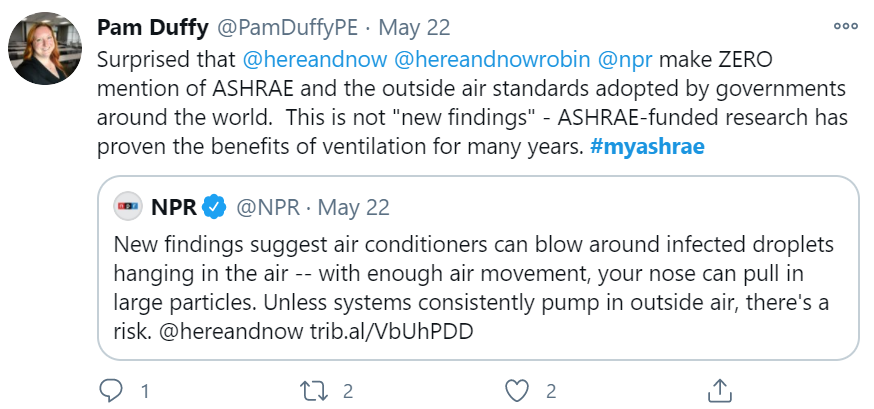 Pam Duffy @PamDuffyPE · May 22
Surprised that @hereandnow @hereandnowrobin @npr make ZERO
mention of ASHRAE and the outside air standards adopted by governments
around the world.  This is not "new findings" - ASHRAE-funded research has
proven the benefits of ventilation for many years. #myashrae
npr NPR @NPR · May 22
New findings suggest air conditioners can blow around infected droplets
hanging in the air -- with enough air movement, your nose can pull in
large particles. Unless systems consistently pump in outside air, there's a
risk. @hereandnow trib.al/VbUhPDD
1 2 2